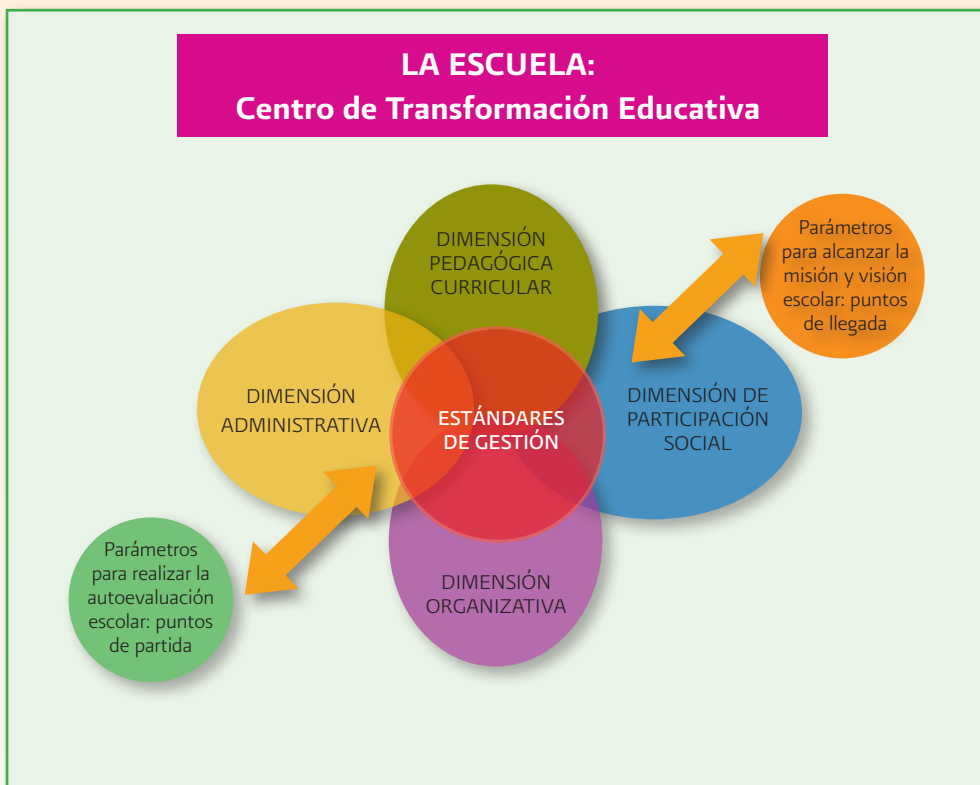 LA ESCUELA:
Centro de Transformación Educativa
DIMENSIÓN
PEDAGÓGICA
CURRICULAR
Parámetros
para alcanzar la
misión y visión
escolar: puntos
de llegada
DIMENSIÓN
ADMINISTRATIVA
ESTÁNDARES
DE GESTIÓN
DIMENSIÓN DE
PARTICIPACIÓN
SOCIAL
Parámetros
para realizar la
autoevaluación
escolar: puntos
de partida
DIMENSIÓN
ORGANIZATIVA